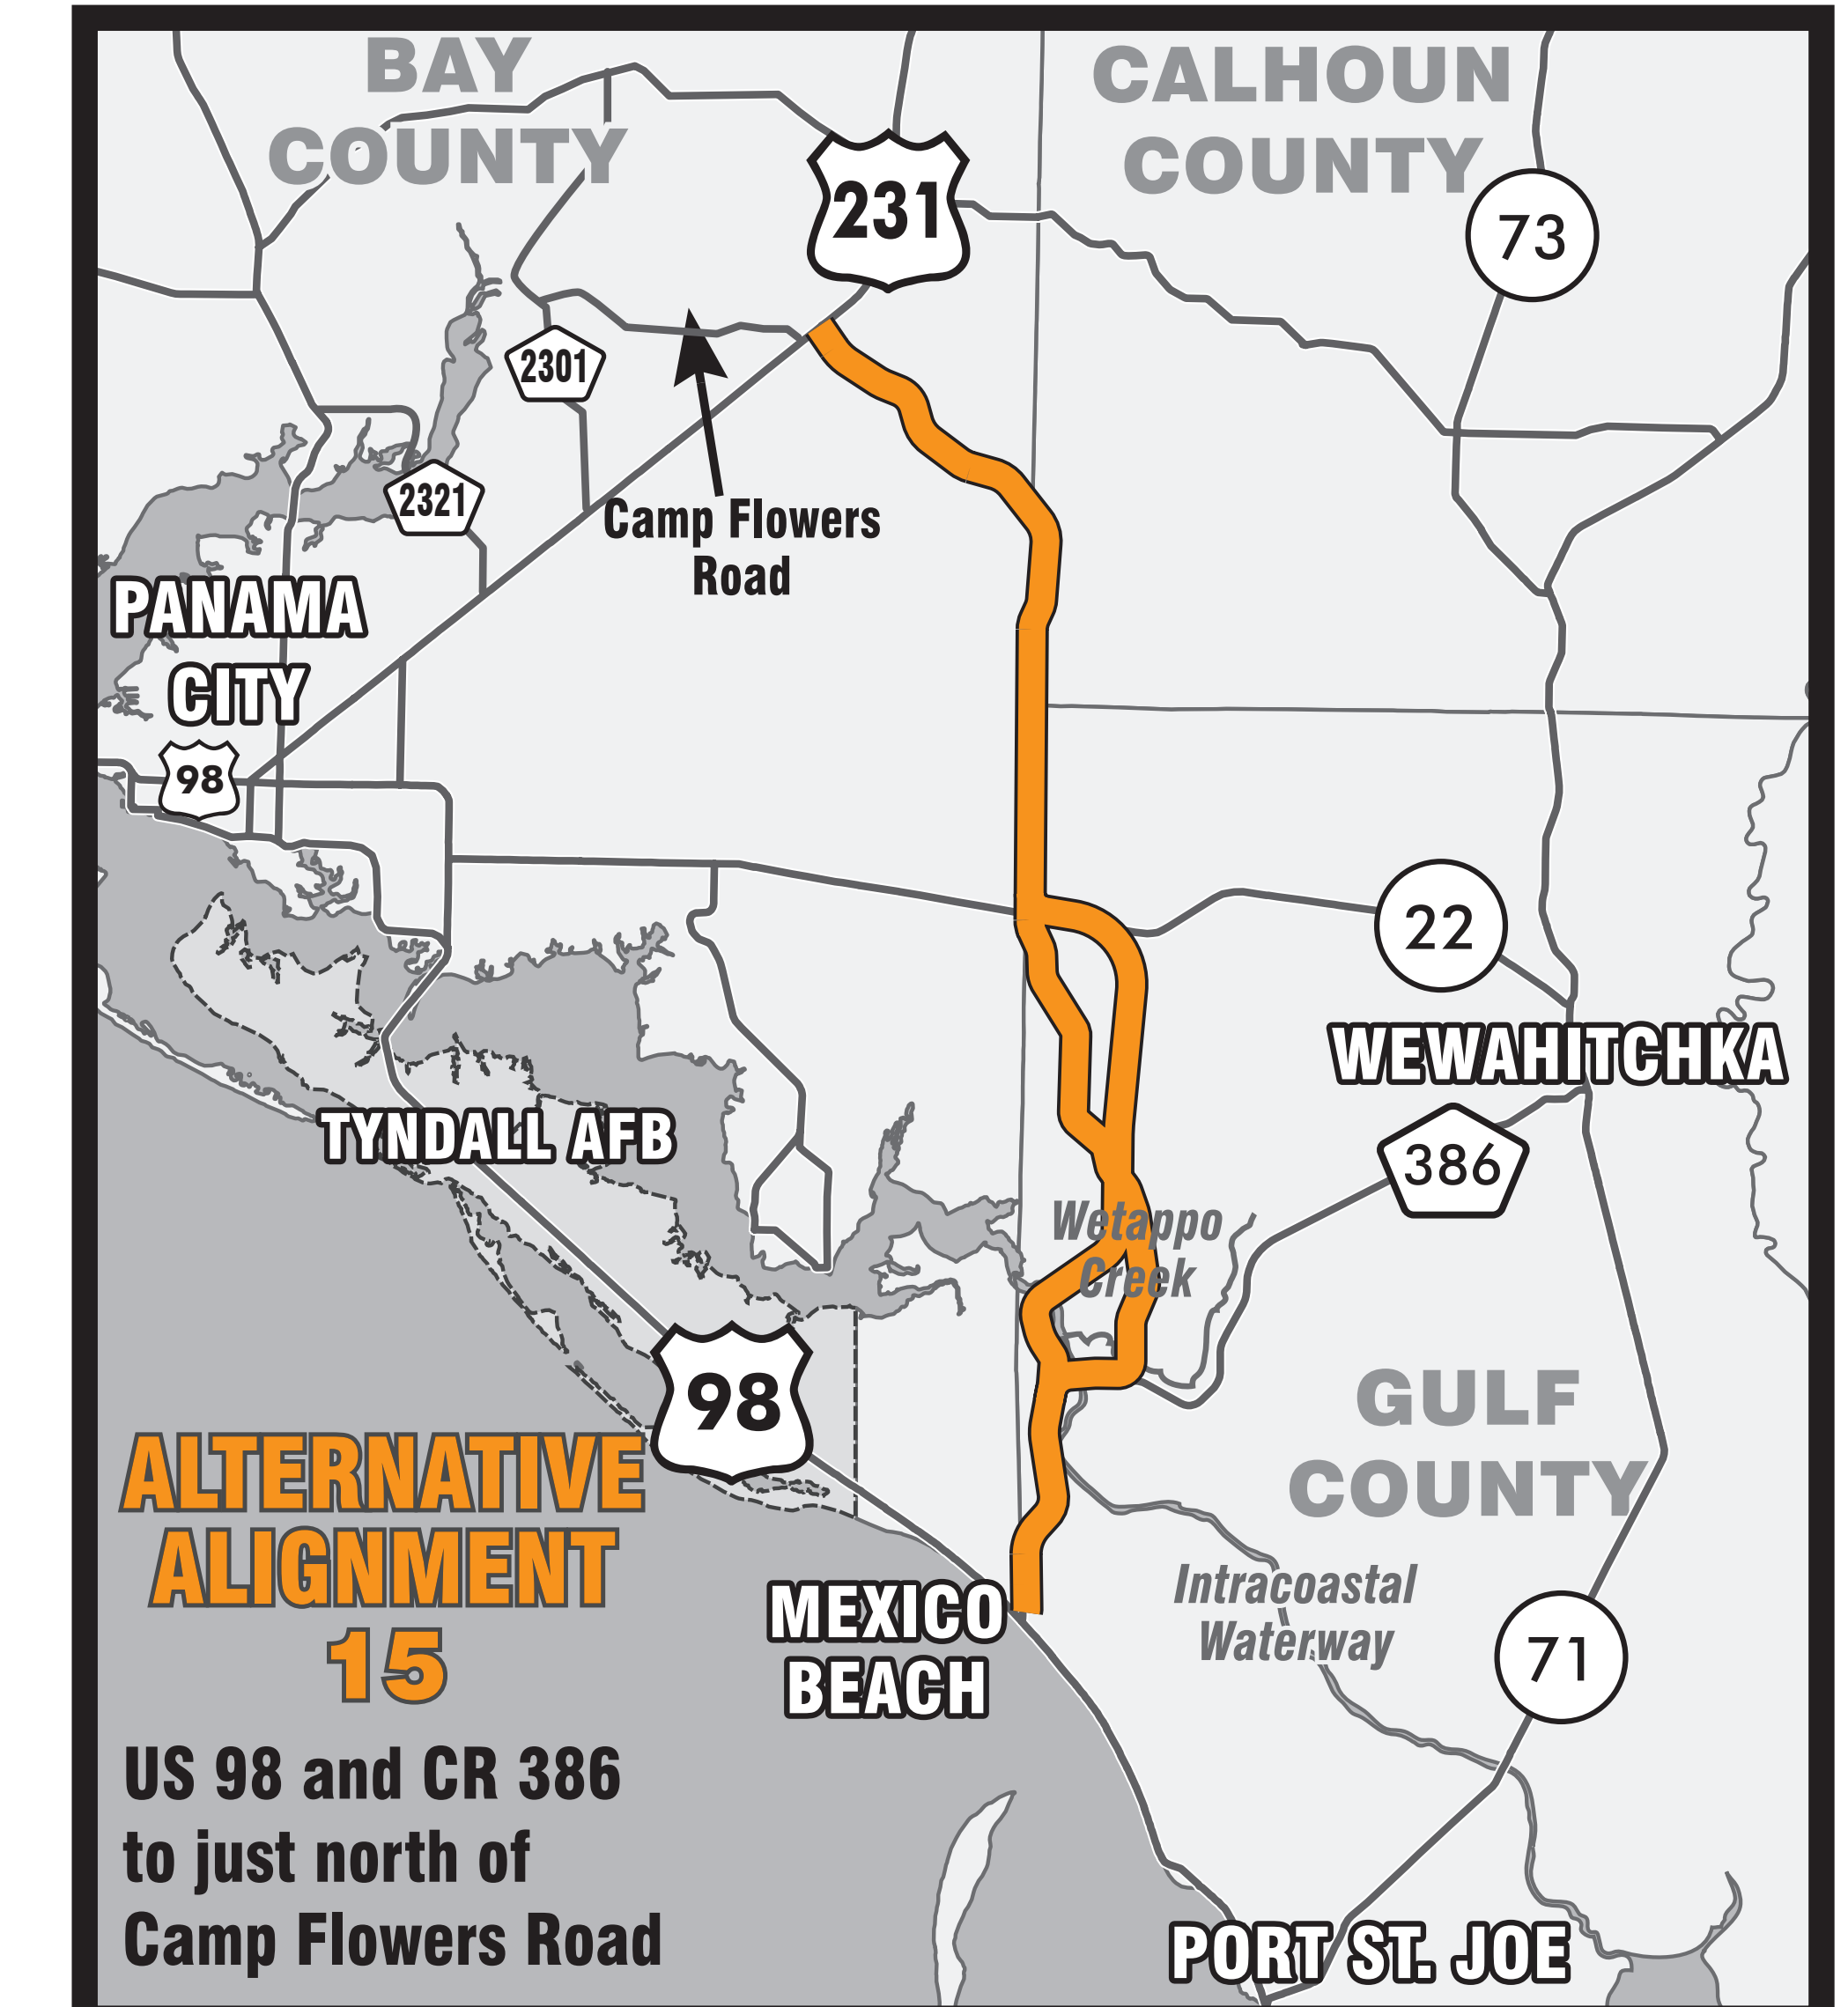 BAY
COUNTY
CALHOUN
COUNTY
231
73
2301
2321
Camp Flowers
Road
PANAMA
CITY
98
22
WEWAHITCHKA
TYNDALL AFB
386
Wetappo
Creek
98
GULF
COUNTY
ALTERNATIVE
ALIGNMENT
15
MEXICO
BEACH
Intracoastal
Waterway
71
US 98 and CR 386
to just north of
Camp Flowers Road
PORT ST. JOE